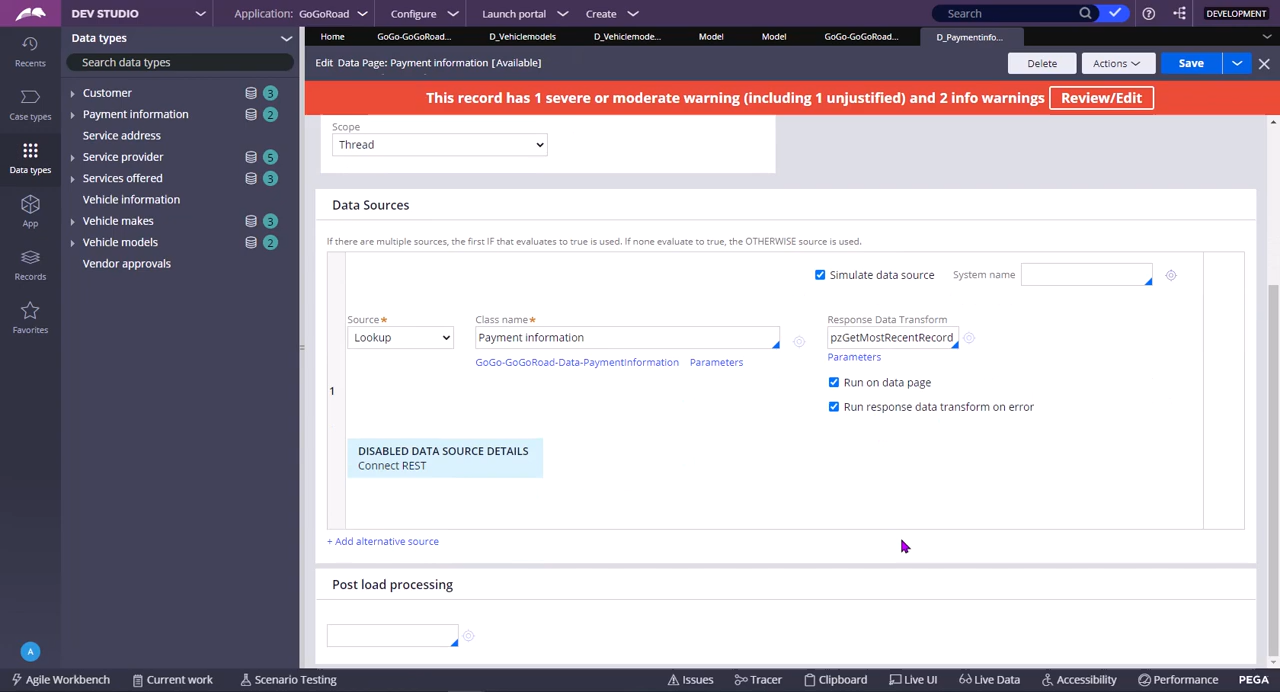 DEV STUDIO
Application: GoGoRoad
Configure
Launch portal
Create
Search
DEVELOPMENT
Recents
Case types
Data types
App
Records
Favorites
A
Data types
Search data types
Customer 3
Payment information 2
Service address
Service provider 5
Services offered 3
Vehicle information
Vehicle makes 3
Vehicle models 2
Vendor approvals
Home
GoGo-GoGoRoad...
D_Vehiclemodels
D_Vehiclemode...
Model
Model
GoGo-GoGoRoad...
D_Paymentinfo...
Edit Data Page: Payment information [Available]
Delete
Actions
Save
This record has 1 severe or moderate warning (including 1 unjustified) and 2 info warnings
Review/Edit
Scope
Thread
Data Sources
If there are multiple sources, the first IF that evaluates to true is used. If none evaluate to true, the OTHERWISE source is used.
Simulate data source
System name
Source*
Class name*
Response Data Transform
Lookup
Payment information
pzGetMostRecentRecord
GoGo-GoGoRoad-Data-PaymentInformation
Parameters
Parameters
Run on data page
1
Run response data transform on error
DISABLED DATA SOURCE DETAILS
Connect REST
+ Add alternative source
Post load processing
Agile Workbench
Current work
Scenario Testing
Issues
Tracer
Clipboard
Live UI
Live Data
Accessibility
Performance
PEGA